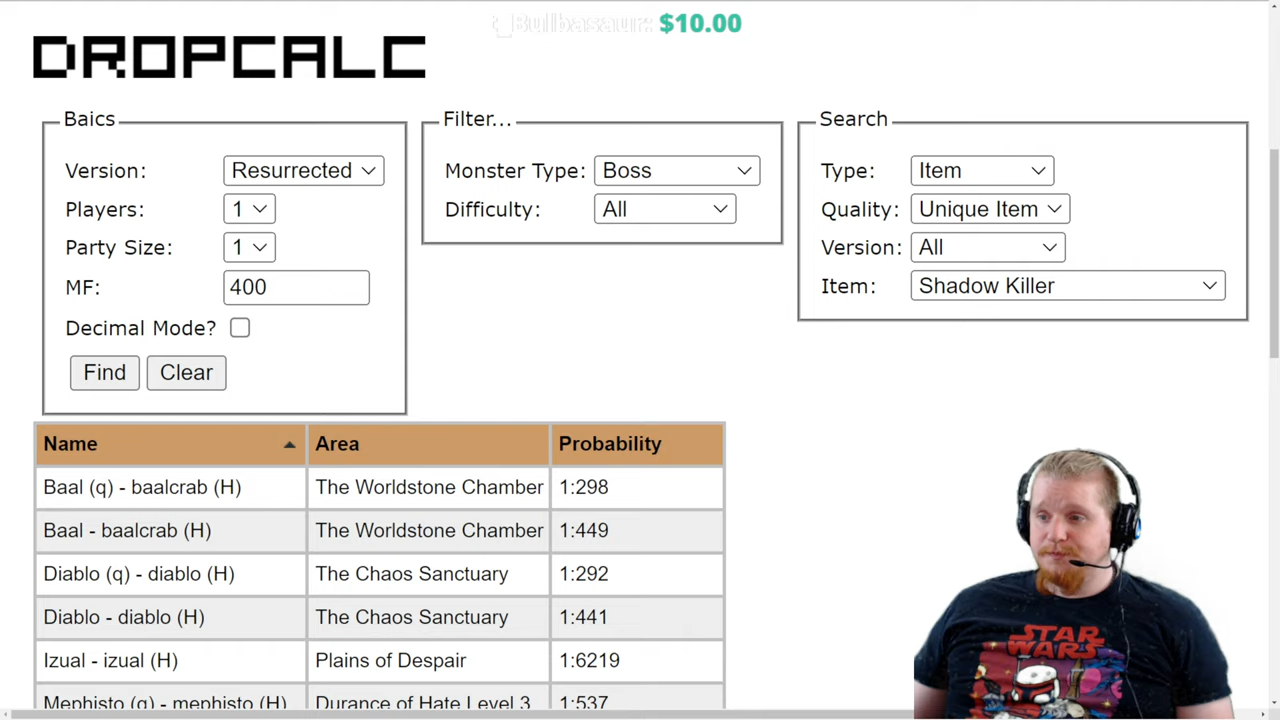 Bulbasaur: $10.00
DROPCALC
Baics
Version: Resurrected
Players: 1
Party Size: 1
MF: 400
Decimal Mode?
Find Clear
Filter...
Monster Type: Boss
Difficulty: All
Search
Type: Item
Quality: Unique Item
Version: All
Item: Shadow Killer
Name Area Probability
Baal (q) - baalcrab (H) The Worldstone Chamber 1:298
Baal - baalcrab (H) The Worldstone Chamber 1:449
Diablo (q) - diablo (H) The Chaos Sanctuary 1:292
Diablo - diablo (H) The Chaos Sanctuary 1:441
Izual - izual (H) Plains of Despair 1:6219
Mephisto (q) - mephisto (H) Durance of Hate Level 3 1:537
STAR
WARS